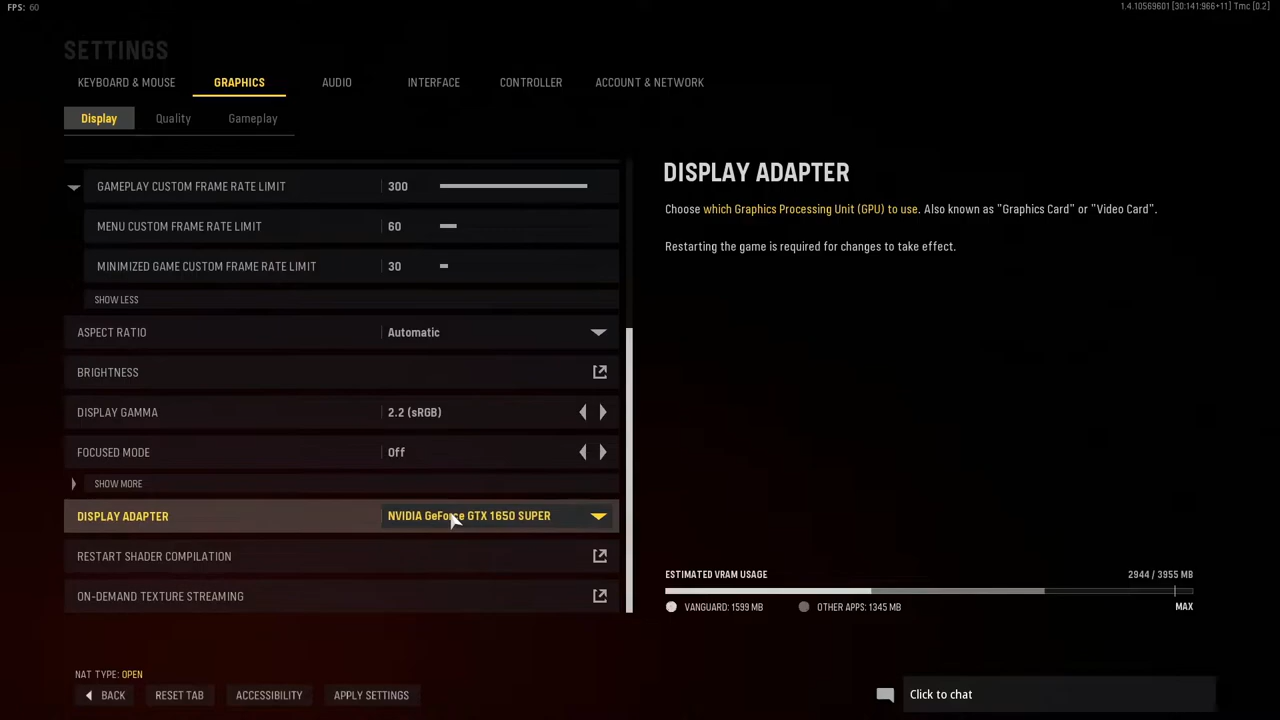 FPS: 60
1.4.10569601 [30:141:966+11] Tmc [0.2]
SETTINGS
KEYBOARD & MOUSE GRAPHICS AUDIO INTERFACE CONTROLLER ACCOUNT & NETWORK
Display Quality Gameplay
GAMEPLAY CUSTOM FRAME RATE LIMIT 300
MENU CUSTOM FRAME RATE LIMIT 60
MINIMIZED GAME CUSTOM FRAME RATE LIMIT 30
SHOW LESS
ASPECT RATIO Automatic
BRIGHTNESS
DISPLAY GAMMA 2.2 (sRGB)
FOCUSED MODE Off
SHOW MORE
DISPLAY ADAPTER NVIDIA GeForce GTX 1650 SUPER
RESTART SHADER COMPILATION
ON-DEMAND TEXTURE STREAMING
DISPLAY ADAPTER
Choose which Graphics Processing Unit (GPU) to use. Also known as "Graphics Card" or "Video Card".
Restarting the game is required for changes to take effect.
ESTIMATED VRAM USAGE 2944 / 3955 MB
VANGUARD: 1599 MB OTHER APPS: 1345 MB MAX
NAT TYPE: OPEN
BACK RESET TAB ACCESSIBILITY APPLY SETTINGS
Click to chat